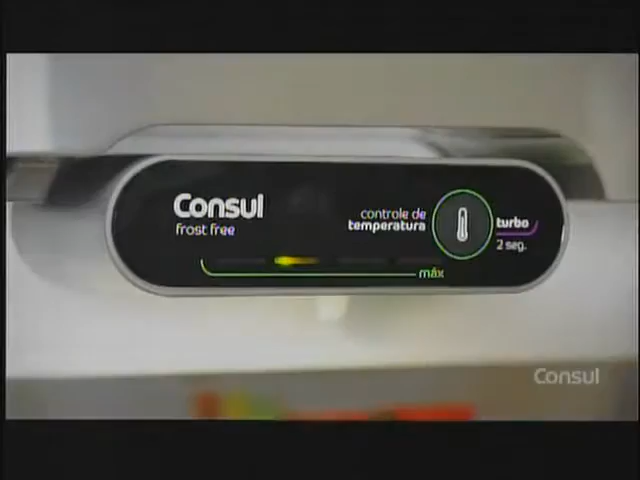 Consul
frost free
controle de
temperatura
turbo
2 seg.
máx
Consul